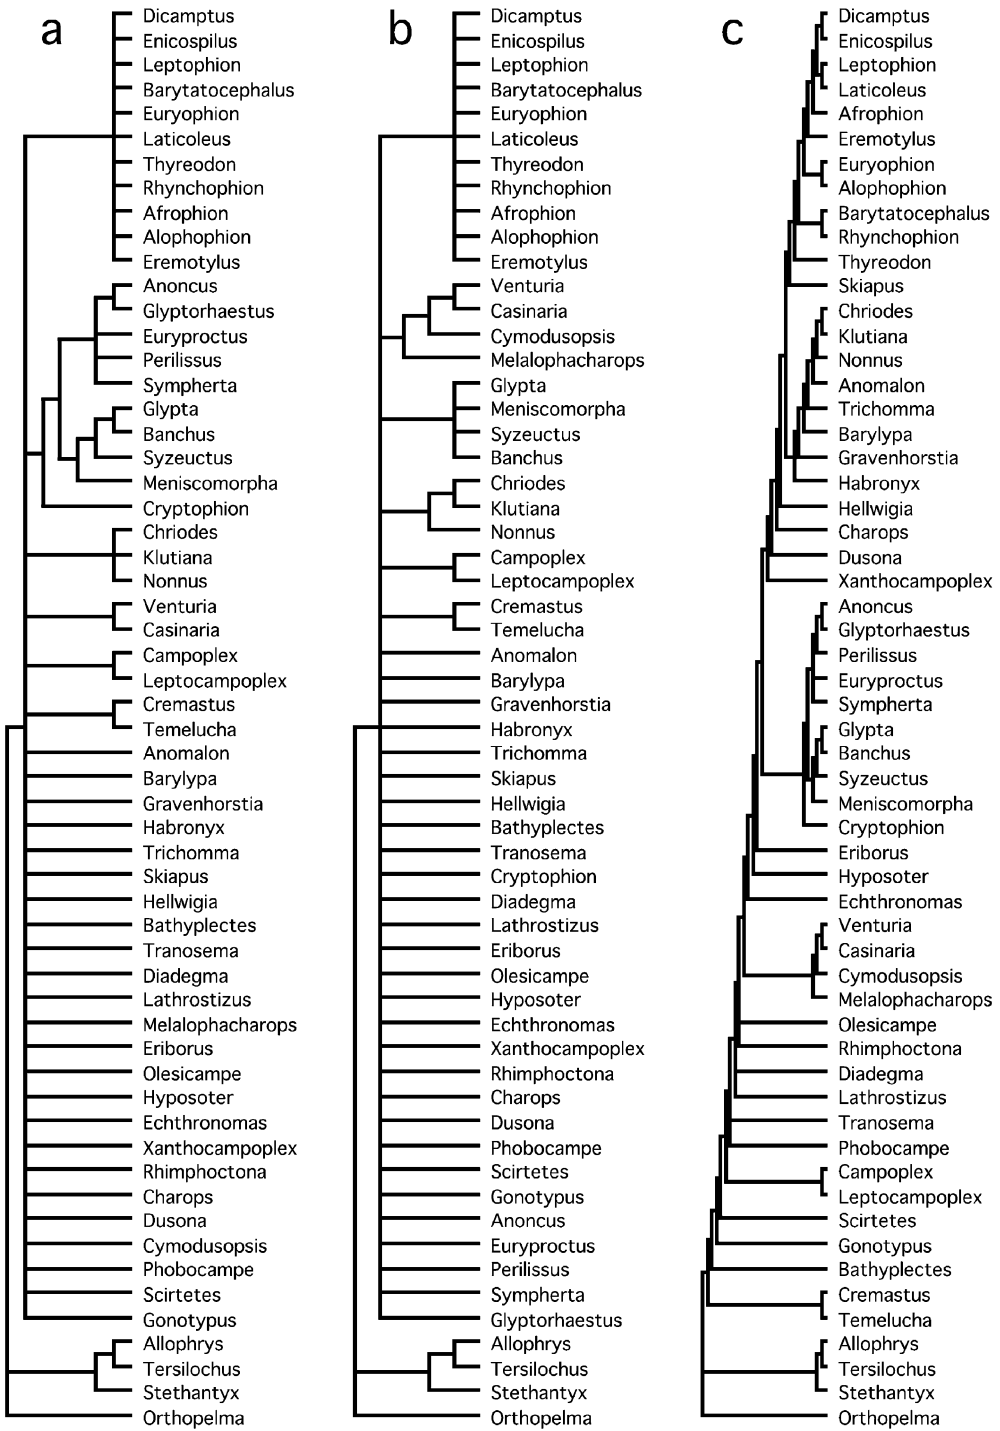 a
Dicamptus
Enicospilus
Leptophion
Barytatocephalus
Euryophion
Laticoleus
Thyreodon
Rhynchophion
Afrophion
Alophophion
Eremotylus
Anoncus
Glyptorhaestus
Euryproctus
Perilissus
Sympherta
Glypta
Banchus
Syzeuctus
Meniscomorpha
Cryptophion
Chriodes
Klutiana
Nonnus
Venturia
Casinaria
Campoplex
Leptocampoplex
Cremastus
Temelucha
Anomalon
Barylypa
Gravenhorstia
Habronyx
Trichomma
Skiapus
Hellwigia
Bathyplectes
Tranosema
Diadegma
Lathrostizus
Melalophacharops
Eriborus
Olesicampe
Hyposoter
Echthronomas
Xanthocampoplex
Rhimphoctona
Charops
Dusona
Cymodusopsis
Phobocampe
Scirtetes
Gonotypus
Allophrys
Tersilochus
Stethantyx
Orthopelma
b
Dicamptus
Enicospilus
Leptophion
Barytatocephalus
Euryophion
Laticoleus
Thyreodon
Rhynchophion
Afrophion
Alophophion
Eremotylus
Venturia
Casinaria
Cymodusopsis
Melalophacharops
Glypta
Meniscomorpha
Syzeuctus
Banchus
Chriodes
Klutiana
Nonnus
Campoplex
Leptocampoplex
Cremastus
Temelucha
Anomalon
Barylypa
Gravenhorstia
Habronyx
Trichomma
Skiapus
Hellwigia
Bathyplectes
Tranosema
Cryptophion
Diadegma
Lathrostizus
Eriborus
Olesicampe
Hyposoter
Echthronomas
Xanthocampoplex
Rhimphoctona
Charops
Dusona
Phobocampe
Scirtetes
Gonotypus
Anoncus
Euryproctus
Perilissus
Sympherta
Glyptorhaestus
Allophrys
Tersilochus
Stethantyx
Orthopelma
c
Dicamptus
Enicospilus
Leptophion
Laticoleus
Afrophion
Eremotylus
Euryophion
Alophophion
Barytatocephalus
Rhynchophion
Thyreodon
Skiapus
Chriodes
Klutiana
Nonnus
Anomalon
Trichomma
Barylypa
Gravenhorstia
Habronyx
Hellwigia
Charops
Dusona
Xanthocampoplex
Anoncus
Glyptorhaestus
Perilissus
Euryproctus
Sympherta
Glypta
Banchus
Syzeuctus
Meniscomorpha
Cryptophion
Eriborus
Hyposoter
Echthronomas
Venturia
Casinaria
Cymodusopsis
Melalophacharops
Olesicampe
Rhimphoctona
Diadegma
Lathrostizus
Tranosema
Phobocampe
Campoplex
Leptocampoplex
Scirtetes
Gonotypus
Bathyplectes
Cremastus
Temelucha
Allophrys
Tersilochus
Stethantyx
Orthopelma